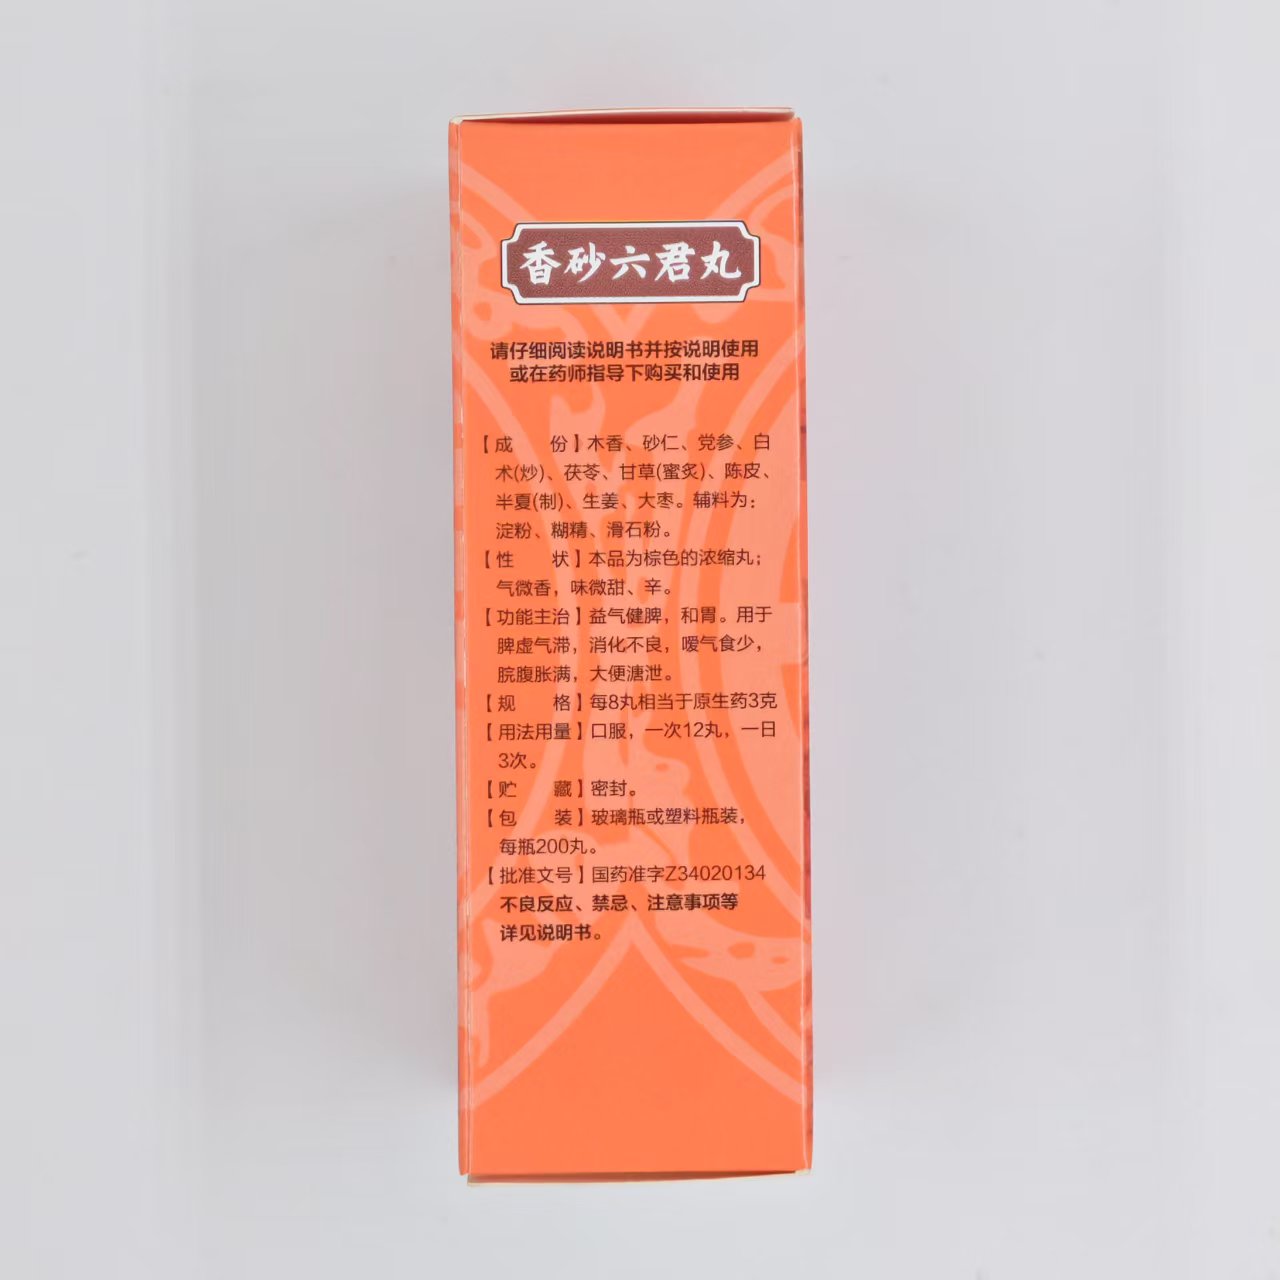 香砂六君丸
请仔细阅读说明书并按说明使用
或在药师指导下购买和使用
【成　份】木香、砂仁、党参、白
术(炒)、茯苓、甘草(蜜炙)、陈皮、
半夏(制)、生姜、大枣。辅料为：
淀粉、糊精、滑石粉。
【性　状】本品为棕色的浓缩丸；
气微香，味微甜、辛。
【功能主治】益气健脾，和胃。用于
脾虚气滞，消化不良，嗳气食少，
脘腹胀满，大便溏泄。
【规　格】每8丸相当于原生药3克
【用法用量】口服，一次12丸，一日
3次。
【贮　藏】密封。
【包　装】玻璃瓶或塑料瓶装，
每瓶200丸。
【批准文号】国药准字Z34020134
不良反应、禁忌、注意事项等
详见说明书。